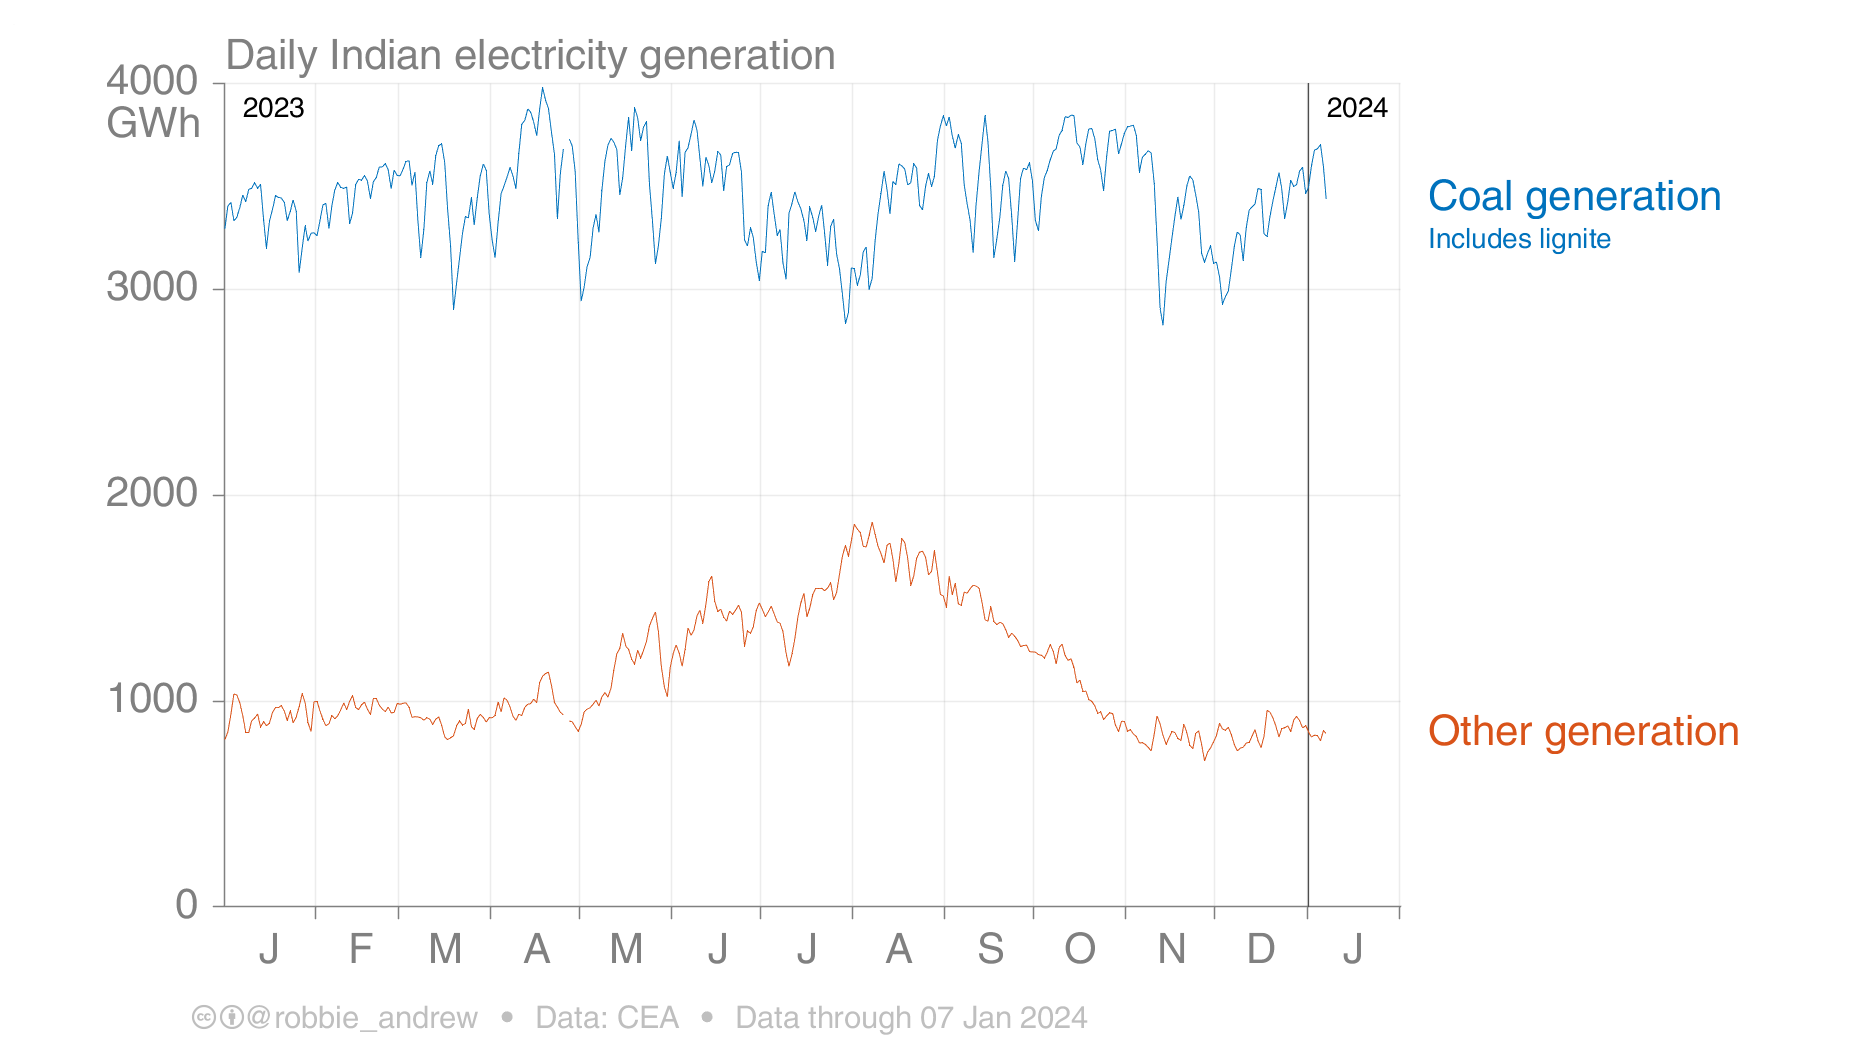 Daily Indian electricity generation
4000
GWh
2023
2024
3000
2000
1000
0
Coal generation
Includes lignite
Other generation
J F M A M J J A S O N D J
@robbie_andrew • Data: CEA • Data through 07 Jan 2024